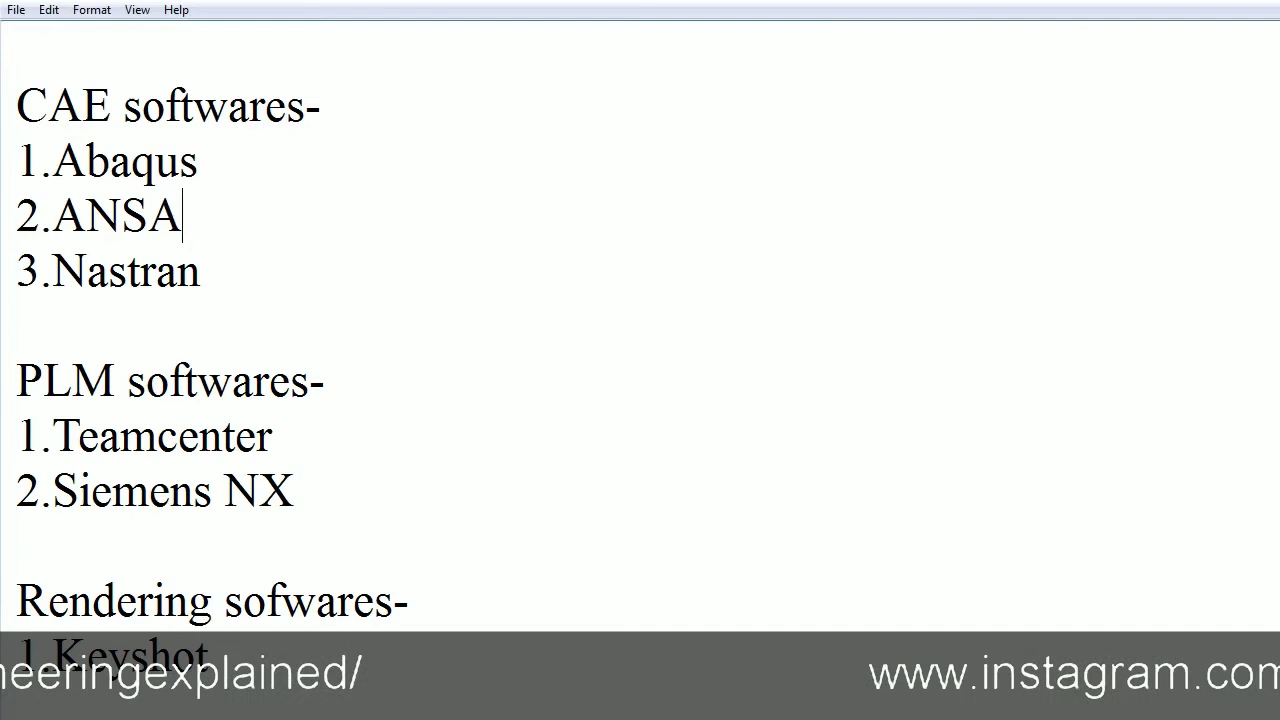 File Edit Format View Help
CAE softwares-
1.Abaqus
2.ANSA
3.Nastran
PLM softwares-
1.Teamcenter
2.Siemens NX
Rendering sofwares-
1.Keyshot
neeringexplained/ www.instagram.com